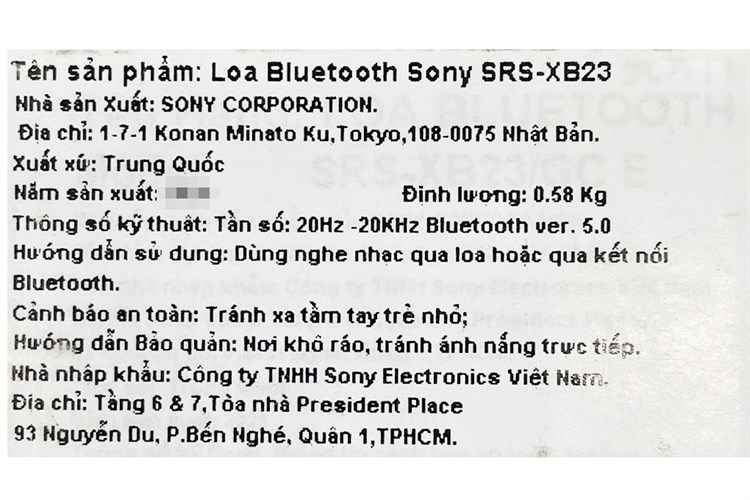 Tên sản phẩm: Loa Bluetooth Sony SRS-XB23
Nhà sản Xuất: SONY CORPORATION.
Địa chỉ: 1-7-1 Konan Minato Ku,Tokyo,108-0075 Nhật Bản.
Xuất xứ: Trung Quốc
Năm sản xuất: Định lượng: 0.58 Kg
Thông số kỹ thuật: Tần số: 20Hz -20KHz Bluetooth ver. 5.0
Hướng dẫn sử dung: Dùng nghe nhạc qua loa hoặc qua kết nối
Bluetooth.
Cảnh báo an toàn: Tránh xa tầm tay trẻ nhỏ;
Hướng dẫn Bảo quản: Nơi khô ráo, tránh ánh nắng trực tiếp.
Nhà nhập khẩu: Công ty TNHH Sony Electronics Việt Nam.
Địa chỉ: Tầng 6 & 7,Tòa nhà President Place
93 Nguyễn Du, P.Bến Nghé, Quận 1,TPHCM.